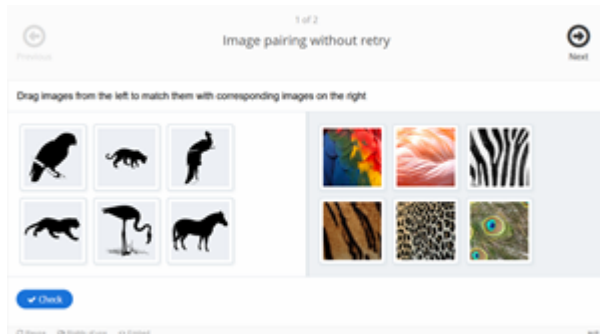 1 of 2
Image pairing without retry
Previous
Next
Drag images from the left to match them with corresponding images on the right
Check